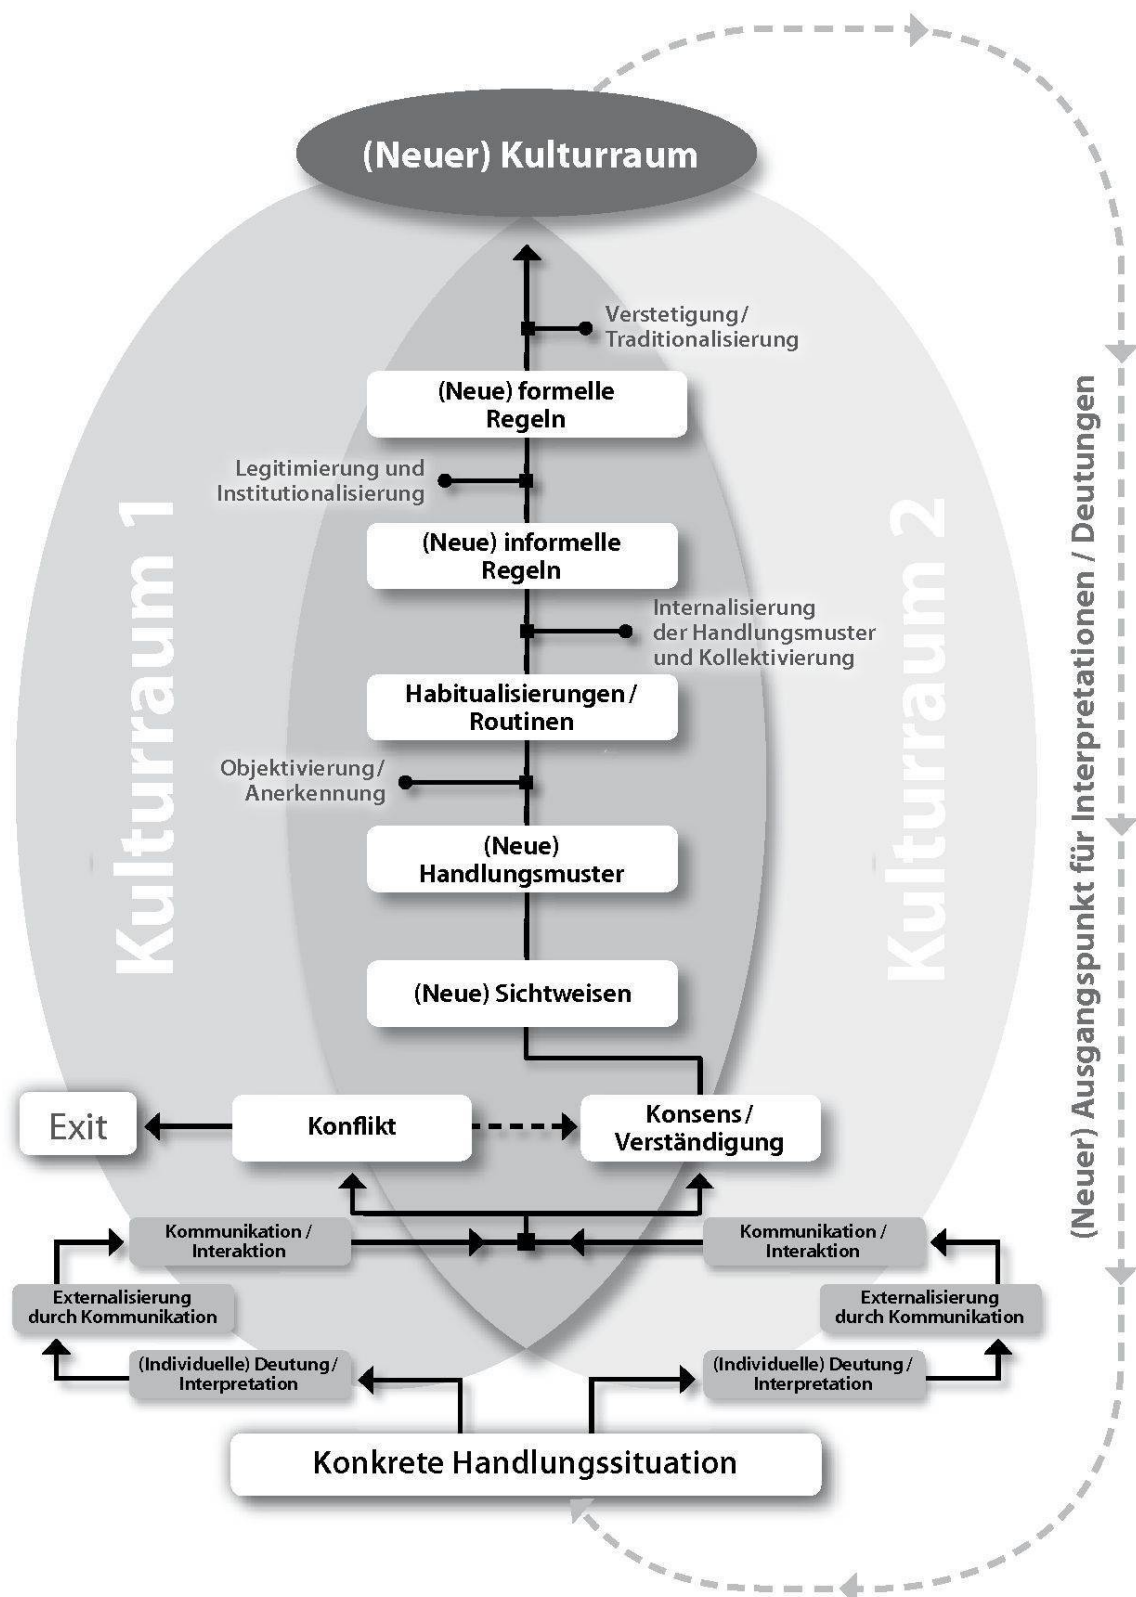 (Neuer) Kulturraum
Verstetigung/
Traditionalisierung
(Neue) formelle
Regeln
Legitimierung und
Institutionalisierung
(Neue) informelle
Regeln
Internalisierung
der Handlungsmuster
und Kollektivierung
Habitualisierungen /
Routinen
Objektivierung/
Anerkennung
(Neue)
Handlungsmuster
(Neue) Sichtweisen
Kulturraum 1
Kulturraum 2
(Neuer) Ausgangspunkt für Interpretationen / Deutungen
Exit
Konflikt
Konsens/
Verständigung
Kommunikation /
Interaktion
Kommunikation /
Interaktion
Externalisierung
durch Kommunikation
Externalisierung
durch Kommunikation
(Individuelle) Deutung /
Interpretation
(Individuelle) Deutung /
Interpretation
Konkrete Handlungssituation